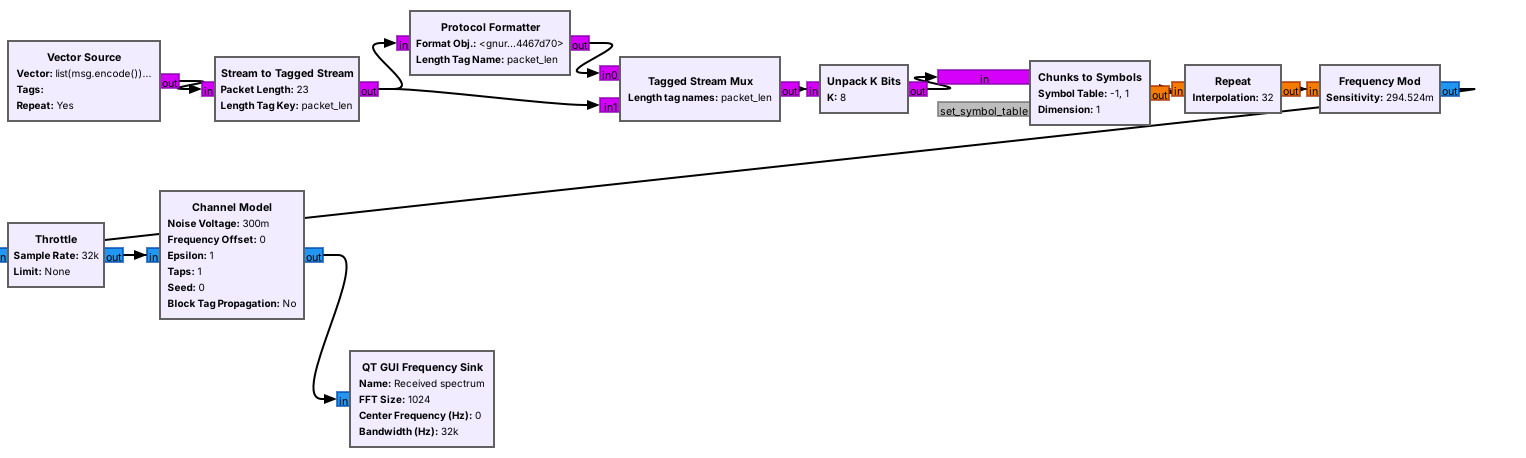 Vector Source
Vector: list(msg.encode())...
Tags:
Repeat: Yes
out
in
Stream to Tagged Stream
Packet Length: 23
Length Tag Key: packet_len
out
in
Protocol Formatter
Format Obj.: <gnur...4467d70>
Length Tag Name: packet_len
out
in0
in1
Tagged Stream Mux
Length tag names: packet_len
out
in
Unpack K Bits
K: 8
out
in
set_symbol_table
Chunks to Symbols
Symbol Table: -1, 1
Dimension: 1
out
in
Repeat
Interpolation: 32
out
in
Frequency Mod
Sensitivity: 294.524m
out
Throttle
Sample Rate: 32k
Limit: None
out
in
Channel Model
Noise Voltage: 300m
Frequency Offset: 0
Epsilon: 1
Taps: 1
Seed: 0
Block Tag Propagation: No
out
in
QT GUI Frequency Sink
Name: Received spectrum
FFT Size: 1024
Center Frequency (Hz): 0
Bandwidth (Hz): 32k